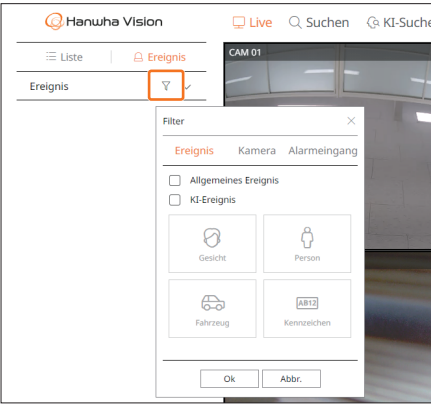 Hanwha Vision
Live Suchen KI-Suche
Liste Ereignis
CAM 01
Ereignis
Filter
Ereignis Kamera Alarmeingang
Allgemeines Ereignis
KI-Ereignis
Gesicht Person
AB12
Fahrzeug Kennzeichen
Ok Abbr.